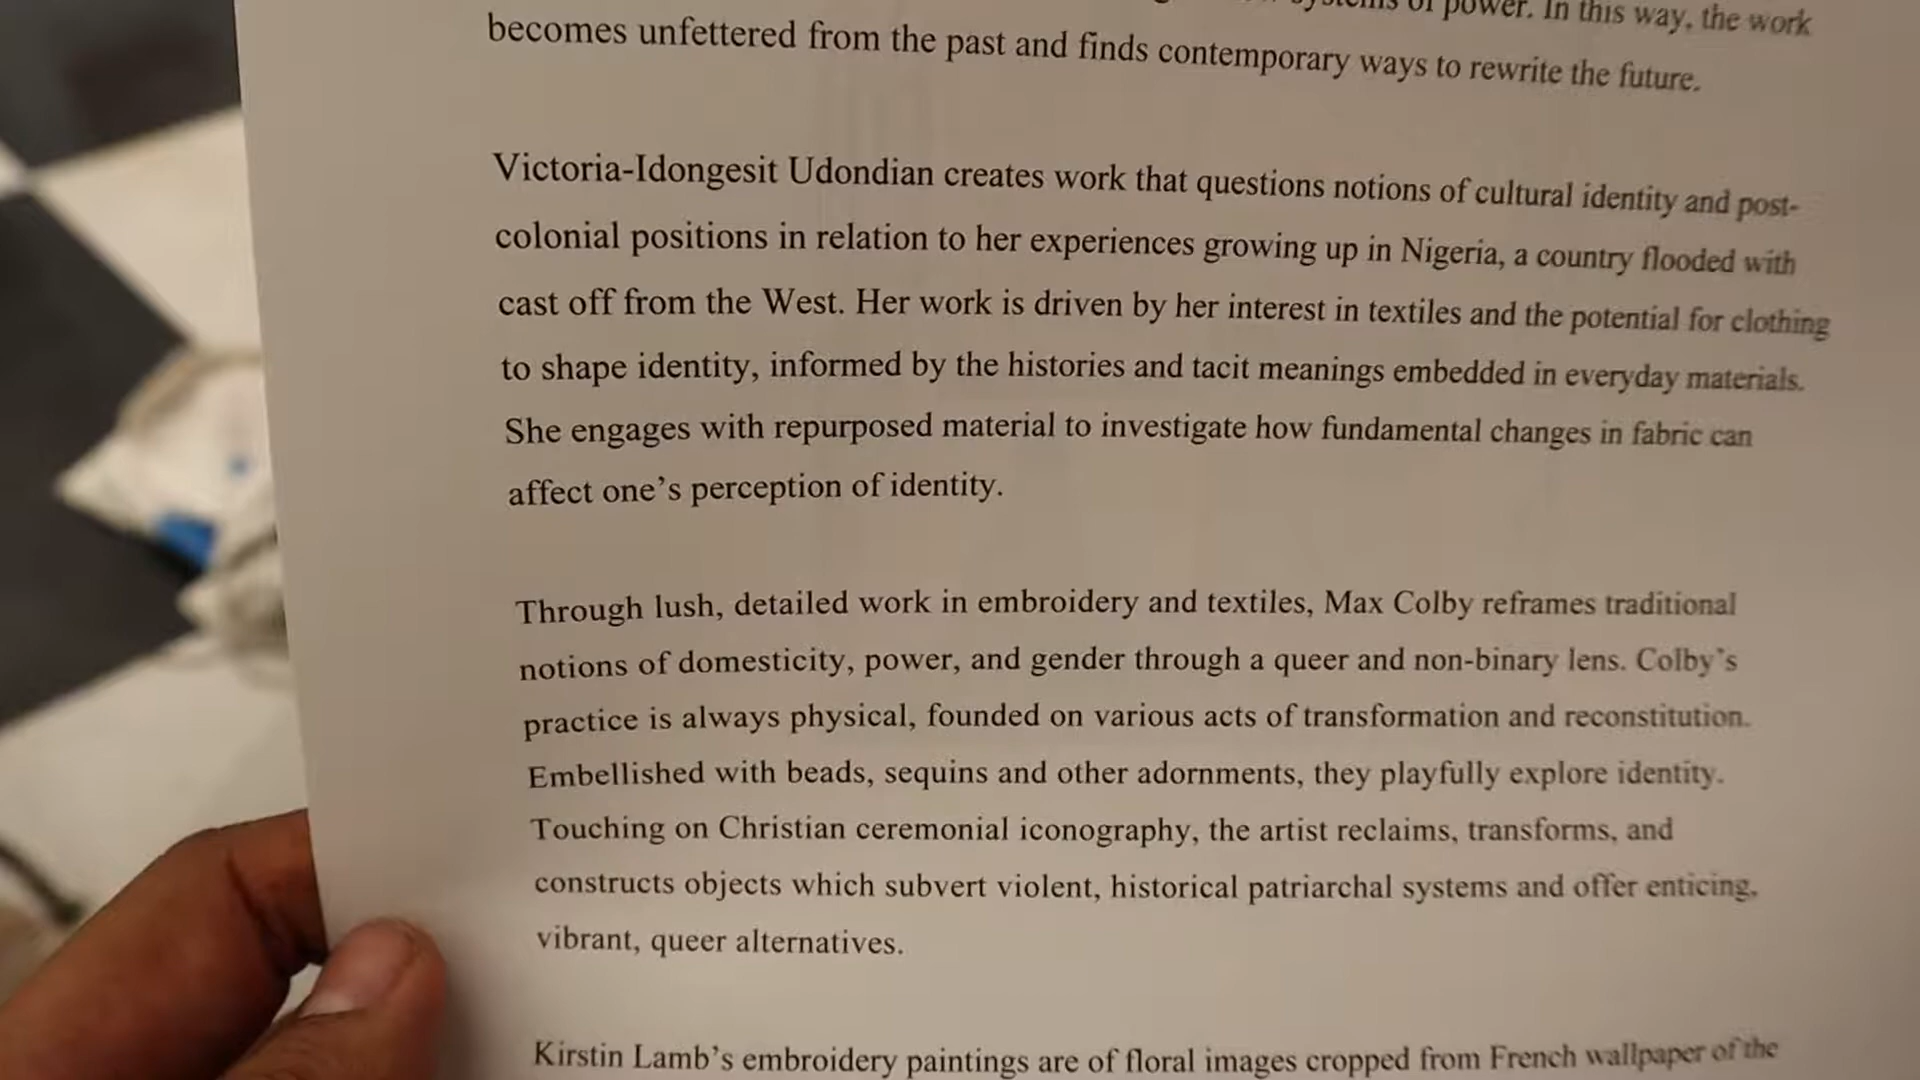 systems of power. In this way, the work
becomes unfettered from the past and finds contemporary ways to rewrite the future.
Victoria-Idongesit Udondian creates work that questions notions of cultural identity and post-
colonial positions in relation to her experiences growing up in Nigeria, a country flooded with
cast off from the West. Her work is driven by her interest in textiles and the potential for clothing
to shape identity, informed by the histories and tacit meanings embedded in everyday materials.
She engages with repurposed material to investigate how fundamental changes in fabric can
affect one’s perception of identity.
Through lush, detailed work in embroidery and textiles, Max Colby reframes traditional
notions of domesticity, power, and gender through a queer and non-binary lens. Colby’s
practice is always physical, founded on various acts of transformation and reconstitution.
Embellished with beads, sequins and other adornments, they playfully explore identity.
Touching on Christian ceremonial iconography, the artist reclaims, transforms, and
constructs objects which subvert violent, historical patriarchal systems and offer enticing,
vibrant, queer alternatives.
Kirstin Lamb’s embroidery paintings are of floral images cropped from French wallpaper of the